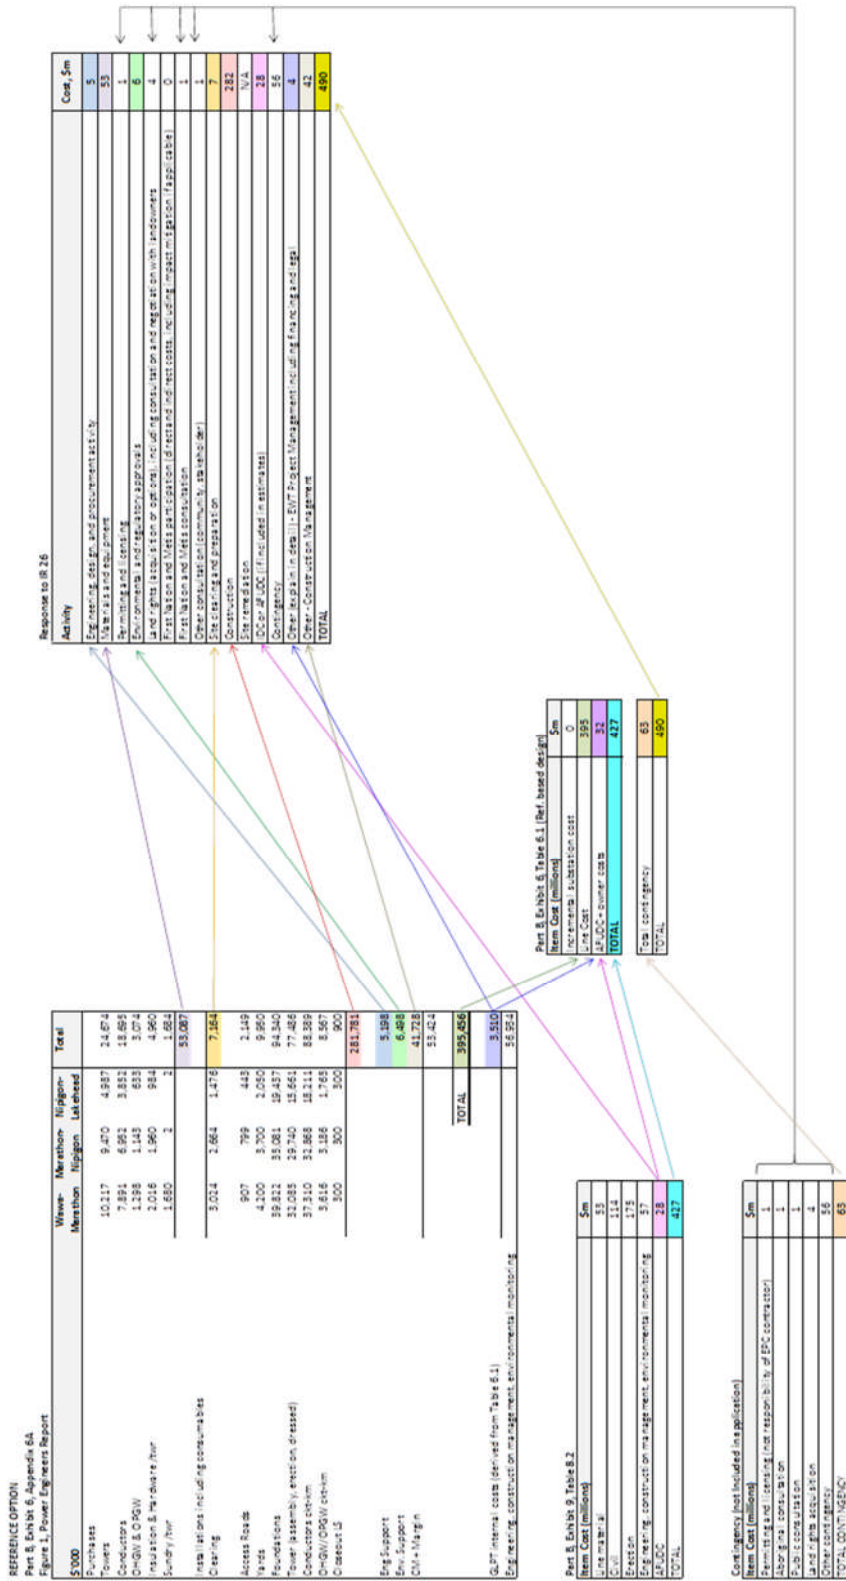 REFERENCE OPTION
Part B, Exhibit 6, Appendix 6A
Figure 1, Power Engineers Report
$'000 Wawa-Marathon Marathon-Nipigon Nipigon-Lakehead Total
Purchases
Towers 10,217 9,470 4,987 24,674
Conductors 7,891 6,952 3,852 18,695
OHGW & OPGW 1,298 1,143 633 3,074
Insulation & Hardware /twr 2,016 1,960 984 4,960
Sundry /twr 1,680 2 2 1,684
53,087
Installations including consumables
Clearing 3,024 2,664 1,476 7,164
Access Roads 907 799 443 2,149
Yards 4,200 3,700 2,050 9,950
Foundations 39,822 35,081 19,437 94,340
Tower (assembly, erection, dressed) 32,085 29,740 15,661 77,486
Conductors ckt-km 37,310 32,868 18,211 88,389
OHGW/OPGW ckt-km 3,616 3,186 1,765 8,567
Closeout LS 300 300 300 900
281,781
Eng Support 5,198
Env. Support 6,498
CM + Margin 41,728
53,424
TOTAL 395,456
GLPT internal costs (derived from Table 6.1) 3,510
Engineering, construction management, environmental monitoring 56,934
Part B, Exhibit 9, Table 8.2
Item Cost (millions) $m
Line material 53
Civil 114
Erection 175
Engineering, construction management, environmental monitoring 57
AFUDC 28
TOTAL 427
Contingency (not included in application)
Item Cost (millions) $m
Permitting and licensing (not responsibility of EPC contractor) 1
Aboriginal consultation 1
Public consultation 1
Land rights acquisition 4
Other contingency 56
TOTAL CONTINGENCY 63
Part B, Exhibit 6, Table 6.1 (Ref. based design)
Item Cost (millions) $m
Incremental substation cost 0
Line Cost 395
AFUDC + owner costs 32
TOTAL 427
Total contingency 63
TOTAL 490
Response to IR 26
Activity Cost, $m
Engineering, design, and procurement activity 5
Materials and equipment 53
Permitting and licensing 1
Environmental and regulatory approvals 6
Land rights (acquisition or options), including consultation and negotiation with landowners 4
First Nation and Metis participation (direct and indirect costs, including impact mitigation if applicable) 0
First Nation and Metis consultation 1
Other consultation (community, stakeholder) 1
Site clearing and preparation 7
Construction 282
Site remediation N/A
IDC or AFUDC (if included in estimates) 28
Contingency 56
Other (explain in detail) - EWT Project Management including financing and legal 4
Other - Construction Management 42
TOTAL 490